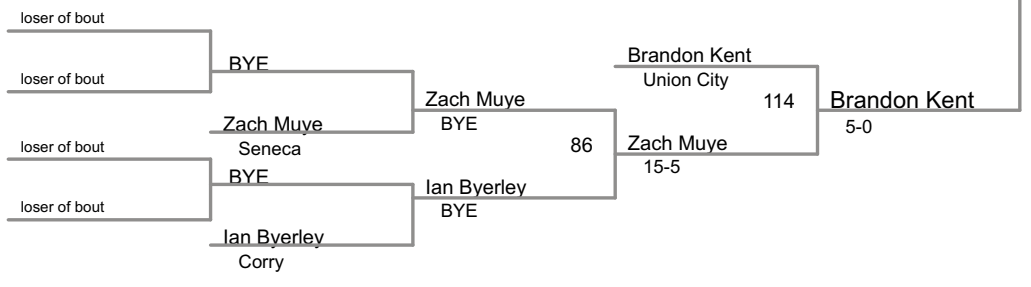 loser of bout
loser of bout
BYE
Zach Muye
Seneca
loser of bout
loser of bout
BYE
Ian Byerley
Corry
Zach Muye
BYE
86
Ian Byerley
BYE
Brandon Kent
Union City
114
Zach Muye
15-5
Brandon Kent
5-0